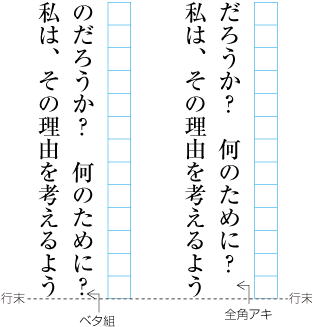 だろうか？　何のために？
私は、その理由を考えるよう
のだろうか？　何のために？
私は、その理由を考えるよう
行末
行末
全角アキ
ベタ組